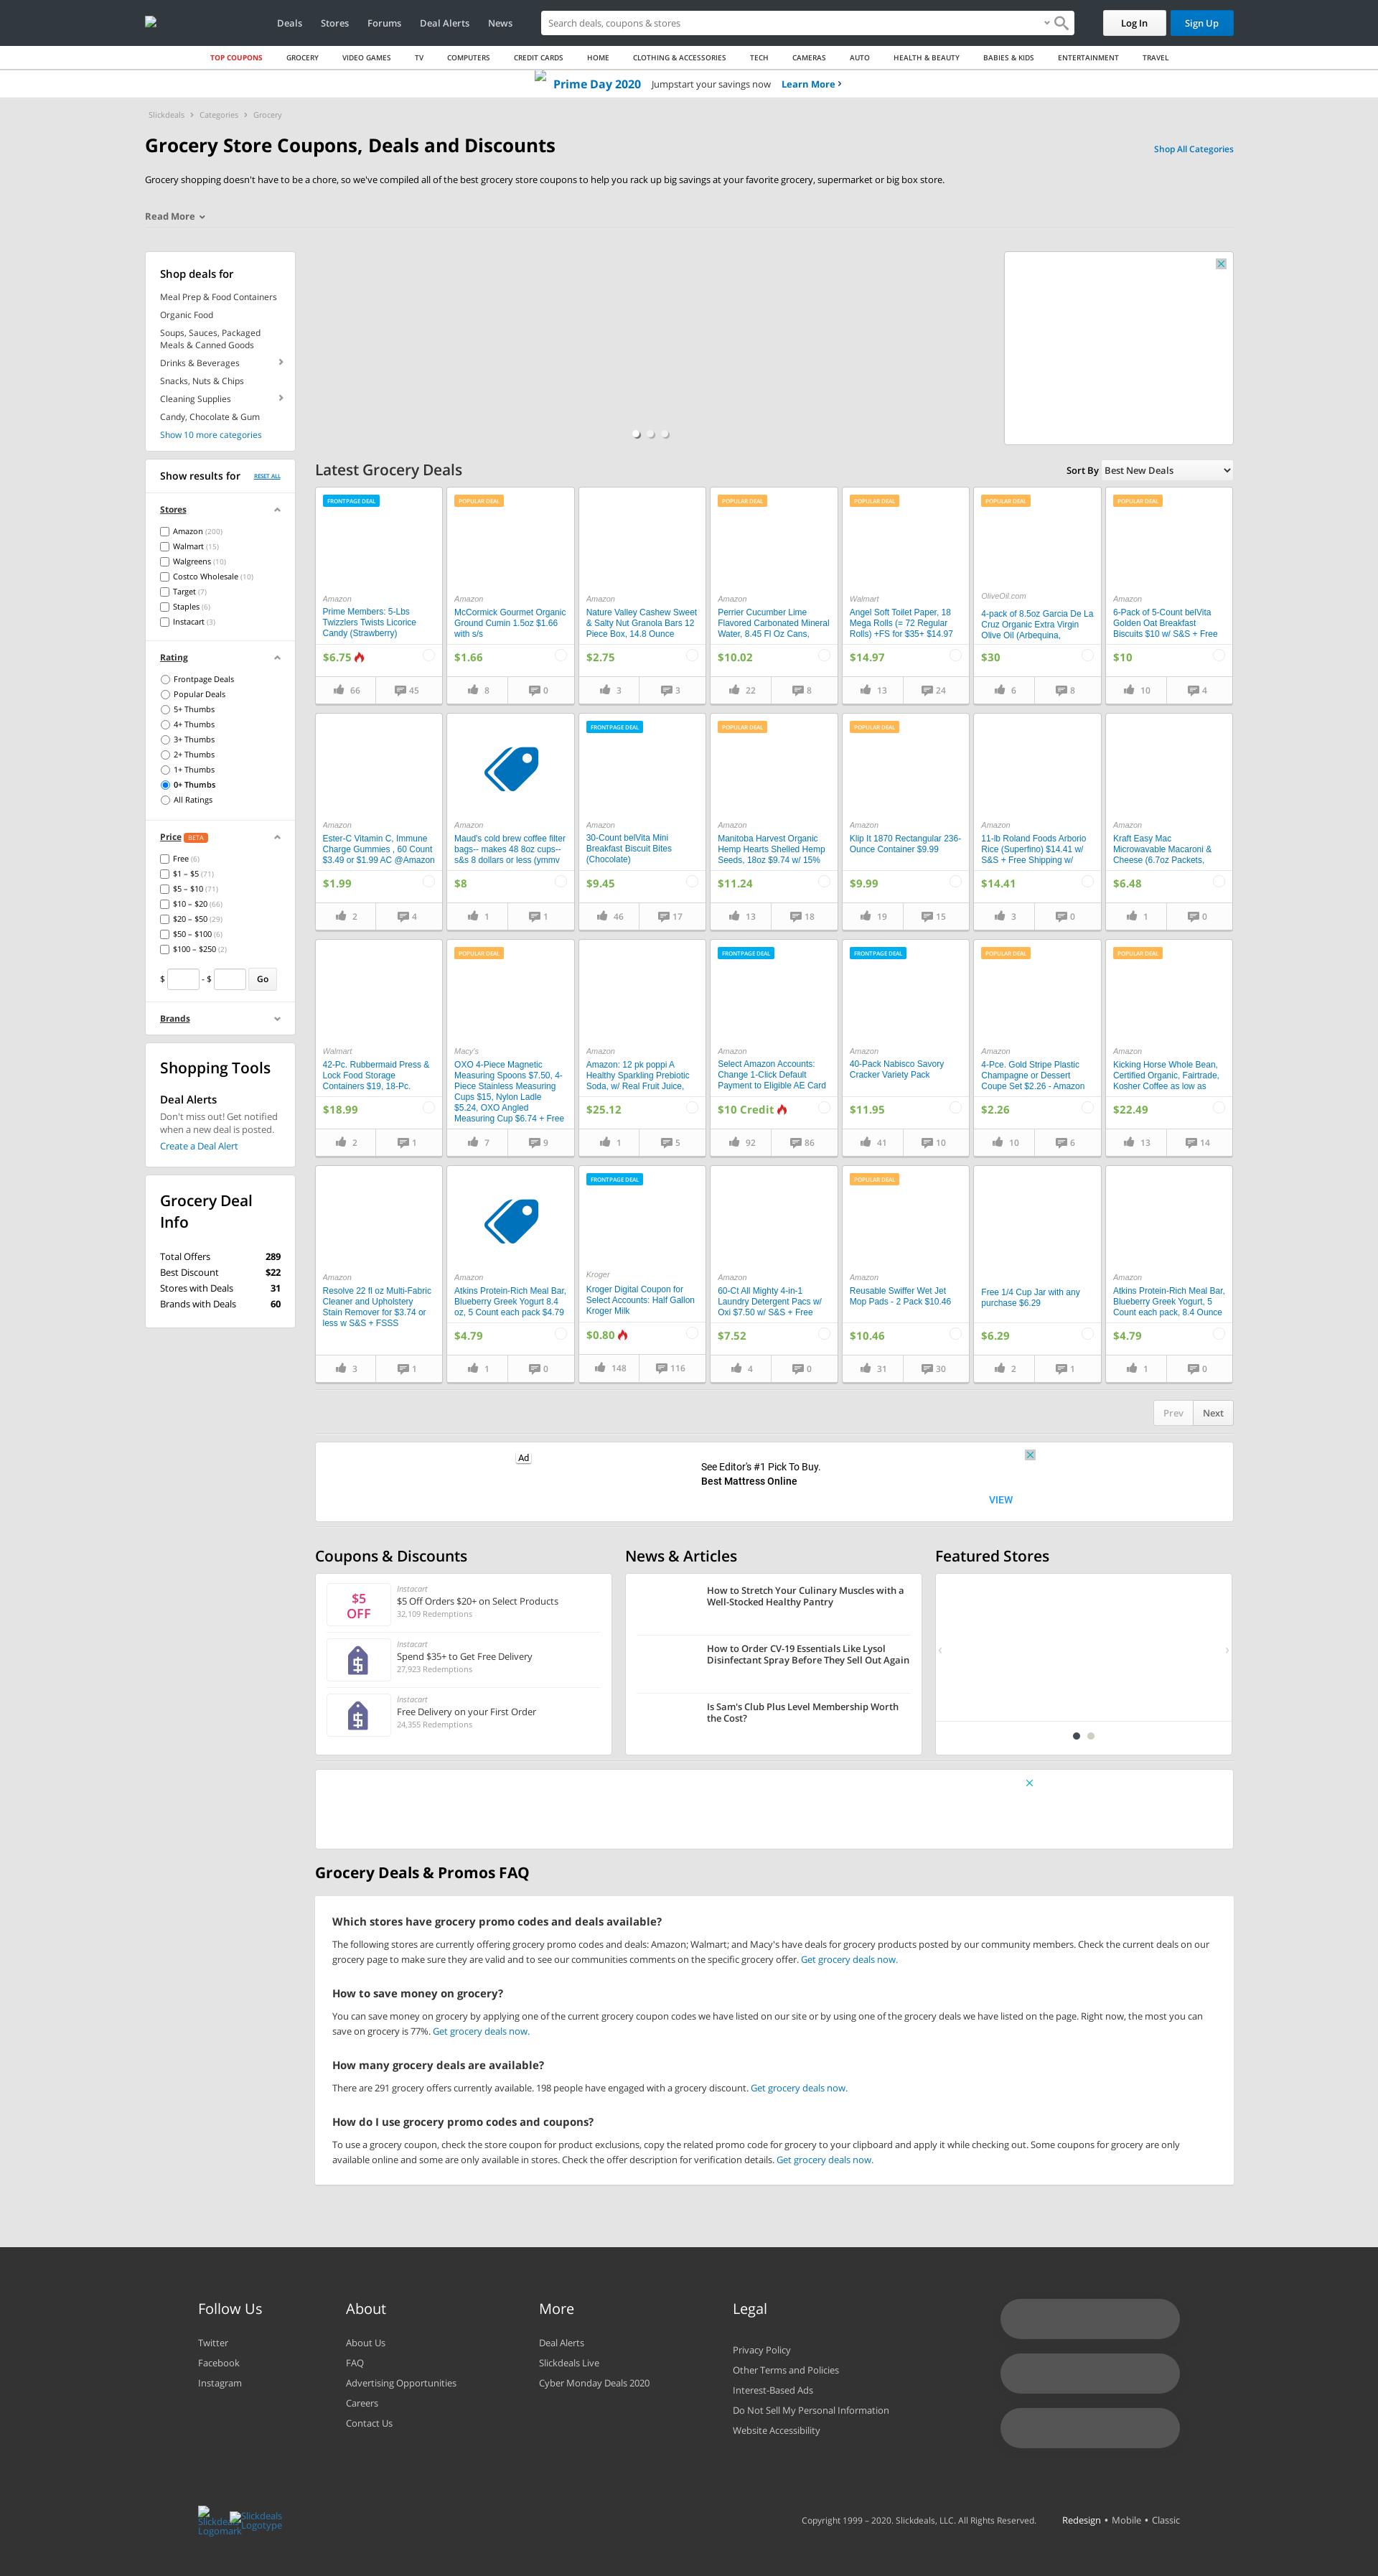 Deals Stores Forums Deal Alerts News Search deals, coupons & stores Log In Sign Up
TOP COUPONS GROCERY VIDEO GAMES TV COMPUTERS CREDIT CARDS HOME CLOTHING & ACCESSORIES TECH CAMERAS AUTO HEALTH & BEAUTY BABIES & KIDS ENTERTAINMENT TRAVEL
Prime Day 2020 Jumpstart your savings now Learn More
Slickdeals Categories Grocery
Grocery Store Coupons, Deals and Discounts
Shop All Categories
Grocery shopping doesn't have to be a chore, so we've compiled all of the best grocery store coupons to help you rack up big savings at your favorite grocery, supermarket or big box store.
Read More
Shop deals for
Meal Prep & Food Containers
Organic Food
Soups, Sauces, Packaged
Meals & Canned Goods
Drinks & Beverages
Snacks, Nuts & Chips
Cleaning Supplies
Candy, Chocolate & Gum
Show 10 more categories
Show results for RESET ALL
Stores
Amazon (200)
Walmart (15)
Walgreens (10)
Costco Wholesale (10)
Target (7)
Staples (6)
Instacart (3)
Rating
Frontpage Deals
Popular Deals
5+ Thumbs
4+ Thumbs
3+ Thumbs
2+ Thumbs
1+ Thumbs
0+ Thumbs
All Ratings
Price BETA
Free (6)
$1 – $5 (71)
$5 – $10 (71)
$10 – $20 (66)
$20 – $50 (29)
$50 – $100 (6)
$100 – $250 (2)
$ - $ Go
Brands
Shopping Tools
Deal Alerts
Don't miss out! Get notified
when a new deal is posted.
Create a Deal Alert
Grocery Deal
Info
Total Offers 289
Best Discount $22
Stores with Deals 31
Brands with Deals 60
Latest Grocery Deals
Sort By Best New Deals
FRONTPAGE DEAL
Amazon
Prime Members: 5-Lbs
Twizzlers Twists Licorice
Candy (Strawberry)
$6.75
66 45
POPULAR DEAL
Amazon
McCormick Gourmet Organic
Ground Cumin 1.5oz $1.66
with s/s
$1.66
8 0
Amazon
Nature Valley Cashew Sweet
& Salty Nut Granola Bars 12
Piece Box, 14.8 Ounce
$2.75
3 3
POPULAR DEAL
Amazon
Perrier Cucumber Lime
Flavored Carbonated Mineral
Water, 8.45 Fl Oz Cans,
$10.02
22 8
POPULAR DEAL
Walmart
Angel Soft Toilet Paper, 18
Mega Rolls (= 72 Regular
Rolls) +FS for $35+ $14.97
$14.97
13 24
POPULAR DEAL
OliveOil.com
4-pack of 8.5oz Garcia De La
Cruz Organic Extra Virgin
Olive Oil (Arbequina,
$30
6 8
POPULAR DEAL
Amazon
6-Pack of 5-Count belVita
Golden Oat Breakfast
Biscuits $10 w/ S&S + Free
$10
10 4
Amazon
Ester-C Vitamin C, Immune
Charge Gummies , 60 Count
$3.49 or $1.99 AC @Amazon
$1.99
2 4
Amazon
Maud's cold brew coffee filter
bags-- makes 48 8oz cups--
s&s 8 dollars or less (ymmv
$8
1 1
FRONTPAGE DEAL
Amazon
30-Count belVita Mini
Breakfast Biscuit Bites
(Chocolate)
$9.45
46 17
POPULAR DEAL
Amazon
Manitoba Harvest Organic
Hemp Hearts Shelled Hemp
Seeds, 18oz $9.74 w/ 15%
$11.24
13 18
POPULAR DEAL
Amazon
Klip It 1870 Rectangular 236-
Ounce Container $9.99
$9.99
19 15
Amazon
11-lb Roland Foods Arborio
Rice (Superfino) $14.41 w/
S&S + Free Shipping w/
$14.41
3 0
Amazon
Kraft Easy Mac
Microwavable Macaroni &
Cheese (6.7oz Packets,
$6.48
1 0
Walmart
42-Pc. Rubbermaid Press &
Lock Food Storage
Containers $19, 18-Pc.
$18.99
2 1
POPULAR DEAL
Macy's
OXO 4-Piece Magnetic
Measuring Spoons $7.50, 4-
Piece Stainless Measuring
Cups $15, Nylon Ladle
$5.24, OXO Angled
Measuring Cup $6.74 + Free
7 9
Amazon
Amazon: 12 pk poppi A
Healthy Sparkling Prebiotic
Soda, w/ Real Fruit Juice,
$25.12
1 5
FRONTPAGE DEAL
Amazon
Select Amazon Accounts:
Change 1-Click Default
Payment to Eligible AE Card
$10 Credit
92 86
FRONTPAGE DEAL
Amazon
40-Pack Nabisco Savory
Cracker Variety Pack
$11.95
41 10
POPULAR DEAL
Amazon
4-Pce. Gold Stripe Plastic
Champagne or Dessert
Coupe Set $2.26 - Amazon
$2.26
10 6
POPULAR DEAL
Amazon
Kicking Horse Whole Bean,
Certified Organic, Fairtrade,
Kosher Coffee as low as
$22.49
13 14
Amazon
Resolve 22 fl oz Multi-Fabric
Cleaner and Upholstery
Stain Remover for $3.74 or
less w S&S + FSSS
3 1
Amazon
Atkins Protein-Rich Meal Bar,
Blueberry Greek Yogurt 8.4
oz, 5 Count each pack $4.79
$4.79
1 0
FRONTPAGE DEAL
Kroger
Kroger Digital Coupon for
Select Accounts: Half Gallon
Kroger Milk
$0.80
148 116
Amazon
60-Ct All Mighty 4-in-1
Laundry Detergent Pacs w/
Oxi $7.50 w/ S&S + Free
$7.52
4 0
POPULAR DEAL
Amazon
Reusable Swiffer Wet Jet
Mop Pads - 2 Pack $10.46
$10.46
31 30
Free 1/4 Cup Jar with any
purchase $6.29
$6.29
2 1
Amazon
Atkins Protein-Rich Meal Bar,
Blueberry Greek Yogurt, 5
Count each pack, 8.4 Ounce
$4.79
1 0
Prev Next
Ad
See Editor's #1 Pick To Buy.
Best Mattress Online
VIEW
Coupons & Discounts
$5
OFF
Instacart
$5 Off Orders $20+ on Select Products
32,109 Redemptions
Instacart
Spend $35+ to Get Free Delivery
27,923 Redemptions
Instacart
Free Delivery on your First Order
24,355 Redemptions
News & Articles
How to Stretch Your Culinary Muscles with a
Well-Stocked Healthy Pantry
How to Order CV-19 Essentials Like Lysol
Disinfectant Spray Before They Sell Out Again
Is Sam's Club Plus Level Membership Worth
the Cost?
Featured Stores
Grocery Deals & Promos FAQ
Which stores have grocery promo codes and deals available?
The following stores are currently offering grocery promo codes and deals: Amazon; Walmart; and Macy's have deals for grocery products posted by our community members. Check the current deals on our
grocery page to make sure they are valid and to see our communities comments on the specific grocery offer. Get grocery deals now.
How to save money on grocery?
You can save money on grocery by applying one of the current grocery coupon codes we have listed on our site or by using one of the grocery deals we have listed on the page. Right now, the most you can
save on grocery is 77%. Get grocery deals now.
How many grocery deals are available?
There are 291 grocery offers currently available. 198 people have engaged with a grocery discount. Get grocery deals now.
How do I use grocery promo codes and coupons?
To use a grocery coupon, check the store coupon for product exclusions, copy the related promo code for grocery to your clipboard and apply it while checking out. Some coupons for grocery are only
available online and some are only available in stores. Check the offer description for verification details. Get grocery deals now.
Follow Us
Twitter
Facebook
Instagram
About
About Us
FAQ
Advertising Opportunities
Careers
Contact Us
More
Deal Alerts
Slickdeals Live
Cyber Monday Deals 2020
Legal
Privacy Policy
Other Terms and Policies
Interest-Based Ads
Do Not Sell My Personal Information
Website Accessibility
Slickdeals
Logomark
Slickdeals
Logotype
Copyright 1999 – 2020. Slickdeals, LLC. All Rights Reserved. Redesign • Mobile • Classic